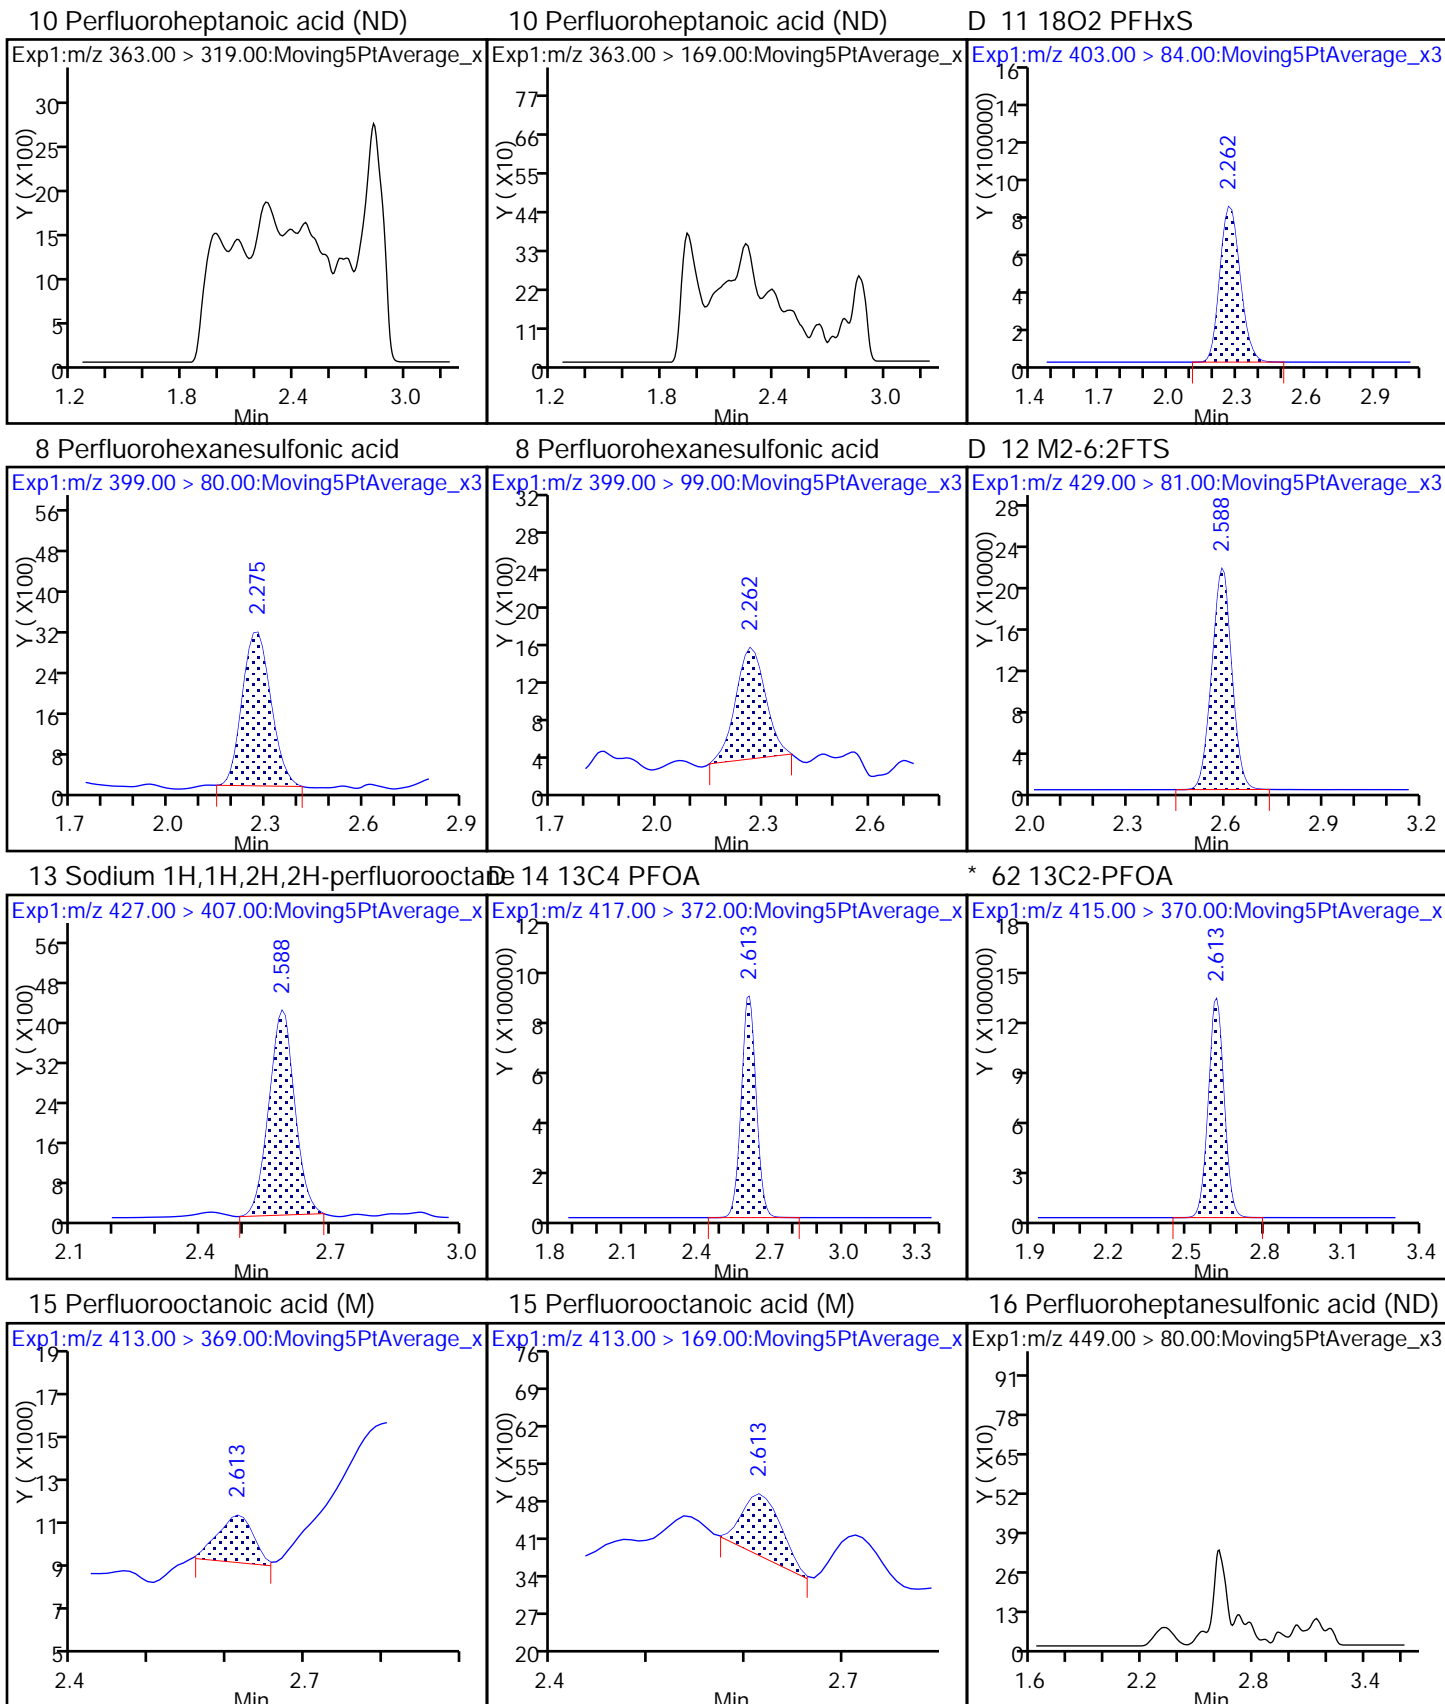 10 Perfluoroheptanoic acid (ND)
Exp1:m/z 363.00 > 319.00:Moving5PtAverage_x
Y ( X100)
30
25
20
15
10
5
0
1.2 1.8 2.4 3.0
Min
10 Perfluoroheptanoic acid (ND)
Exp1:m/z 363.00 > 169.00:Moving5PtAverage_x
Y ( X10)
77
66
55
44
33
22
11
0
1.2 1.8 2.4 3.0
Min
D 11 18O2 PFHxS
Exp1:m/z 403.00 > 84.00:Moving5PtAverage_x3
Y ( X100000)
16
14
12
10
8
6
4
2
0
2.262
1.4 1.7 2.0 2.3 2.6 2.9
Min
8 Perfluorohexanesulfonic acid
Exp1:m/z 399.00 > 80.00:Moving5PtAverage_x3
Y ( X100)
56
48
40
32
24
16
8
0
2.275
1.7 2.0 2.3 2.6 2.9
Min
8 Perfluorohexanesulfonic acid
Exp1:m/z 399.00 > 99.00:Moving5PtAverage_x3
Y ( X100)
32
28
24
20
16
12
8
4
0
2.262
1.7 2.0 2.3 2.6
Min
D 12 M2-6:2FTS
Exp1:m/z 429.00 > 81.00:Moving5PtAverage_x3
Y ( X10000)
28
24
20
16
12
8
4
0
2.588
2.0 2.3 2.6 2.9 3.2
Min
13 Sodium 1H,1H,2H,2H-perfluorooctane
Exp1:m/z 427.00 > 407.00:Moving5PtAverage_x
Y ( X100)
56
48
40
32
24
16
8
0
2.588
2.1 2.4 2.7 3.0
Min
D 14 13C4 PFOA
Exp1:m/z 417.00 > 372.00:Moving5PtAverage_x
Y ( X100000)
12
10
8
6
4
2
0
2.613
1.8 2.1 2.4 2.7 3.0 3.3
Min
* 62 13C2-PFOA
Exp1:m/z 415.00 > 370.00:Moving5PtAverage_x
Y ( X100000)
18
15
12
9
6
3
0
2.613
1.9 2.2 2.5 2.8 3.1 3.4
Min
15 Perfluorooctanoic acid (M)
Exp1:m/z 413.00 > 369.00:Moving5PtAverage_x
Y ( X1000)
19
17
15
13
11
9
7
5
2.613
2.4 2.7
Min
15 Perfluorooctanoic acid (M)
Exp1:m/z 413.00 > 169.00:Moving5PtAverage_x
Y ( X100)
76
69
62
55
48
41
34
27
20
2.613
2.4 2.7
Min
16 Perfluoroheptanesulfonic acid (ND)
Exp1:m/z 449.00 > 80.00:Moving5PtAverage_x3
Y ( X10)
91
78
65
52
39
26
13
0
1.6 2.2 2.8 3.4
Min